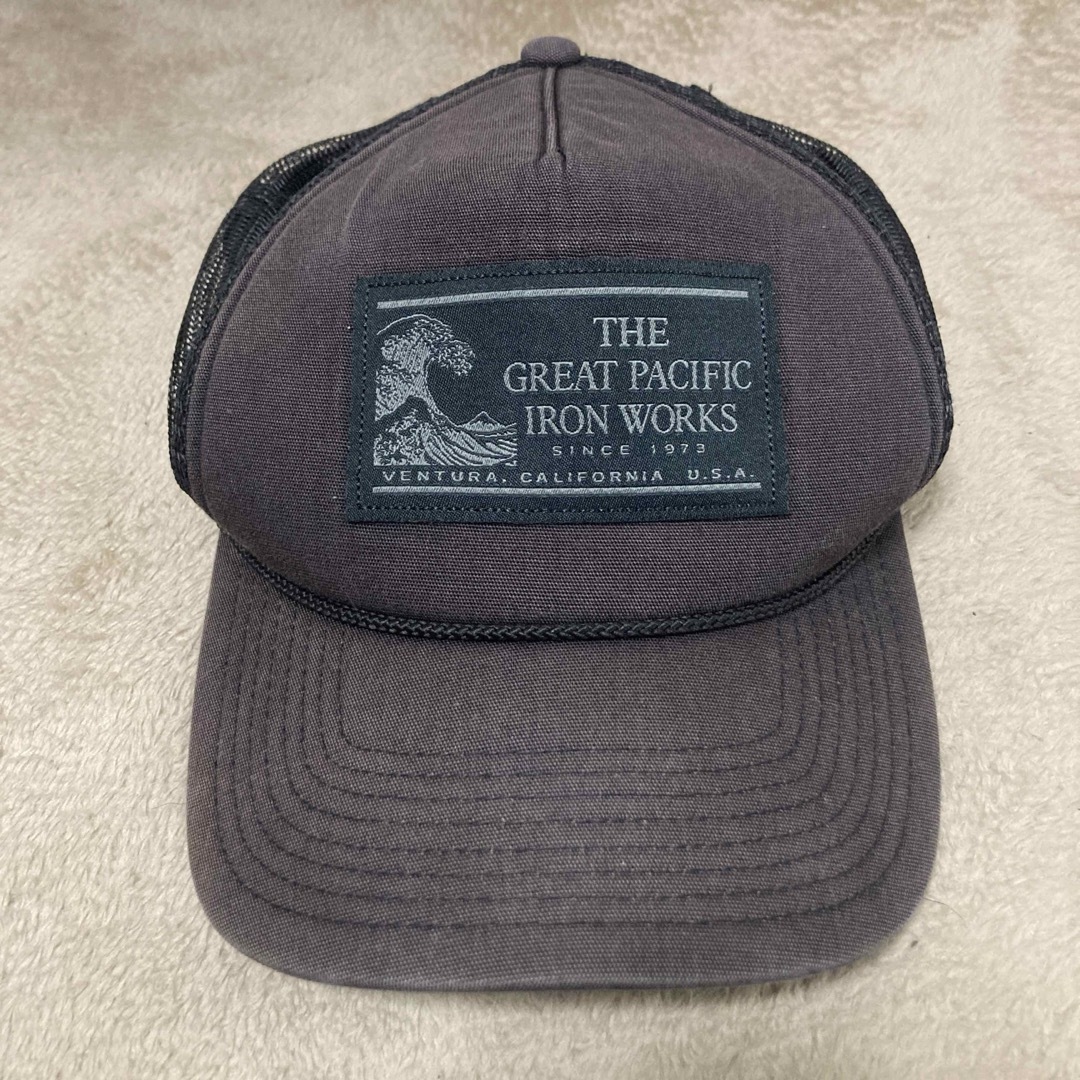 THE
GREAT PACIFIC
IRON WORKS
SINCE 1973
VENTURA, CALIFORNIA U.S.A.